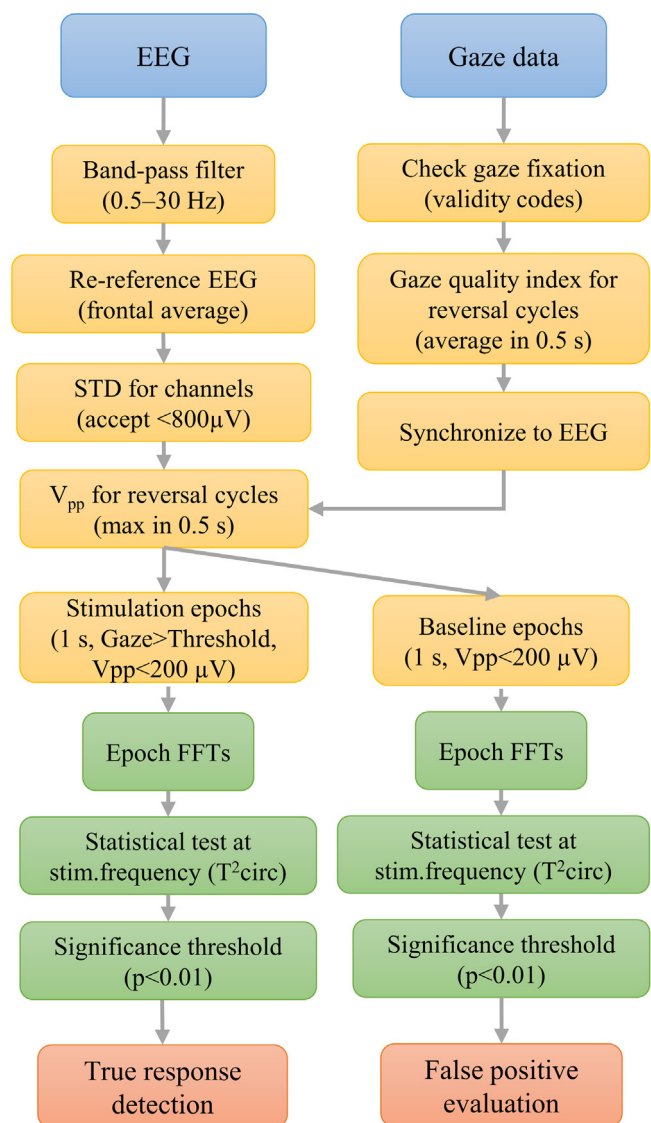 EEG
Gaze data
Band-pass filter
(0.5–30 Hz)
Check gaze fixation
(validity codes)
Re-reference EEG
(frontal average)
Gaze quality index for
reversal cycles
(average in 0.5 s)
STD for channels
(accept <800µV)
Synchronize to EEG
Vpp for reversal cycles
(max in 0.5 s)
Stimulation epochs
(1 s, Gaze>Threshold,
Vpp<200 µV)
Baseline epochs
(1 s, Vpp<200 µV)
Epoch FFTs
Epoch FFTs
Statistical test at
stim.frequency (T²circ)
Statistical test at
stim.frequency (T²circ)
Significance threshold
(p<0.01)
Significance threshold
(p<0.01)
True response
detection
False positive
evaluation